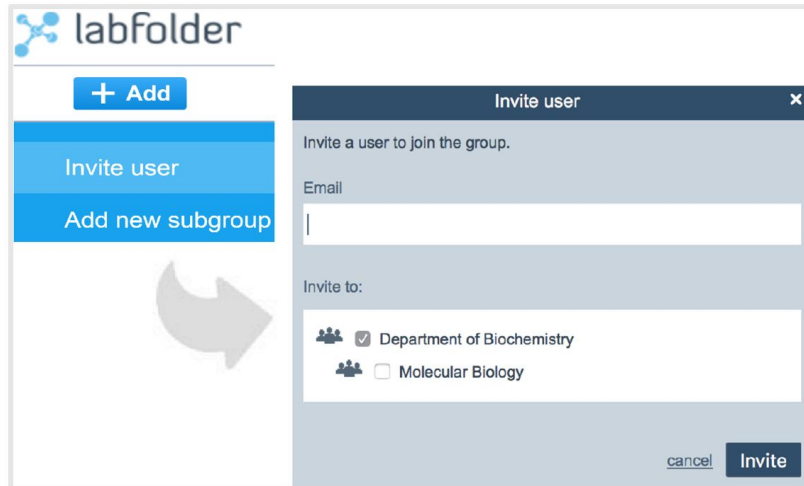 labfolder
+ Add
Invite user
Add new subgroup
Invite user ×
Invite a user to join the group.
Email
Invite to:
Department of Biochemistry
Molecular Biology
cancel Invite